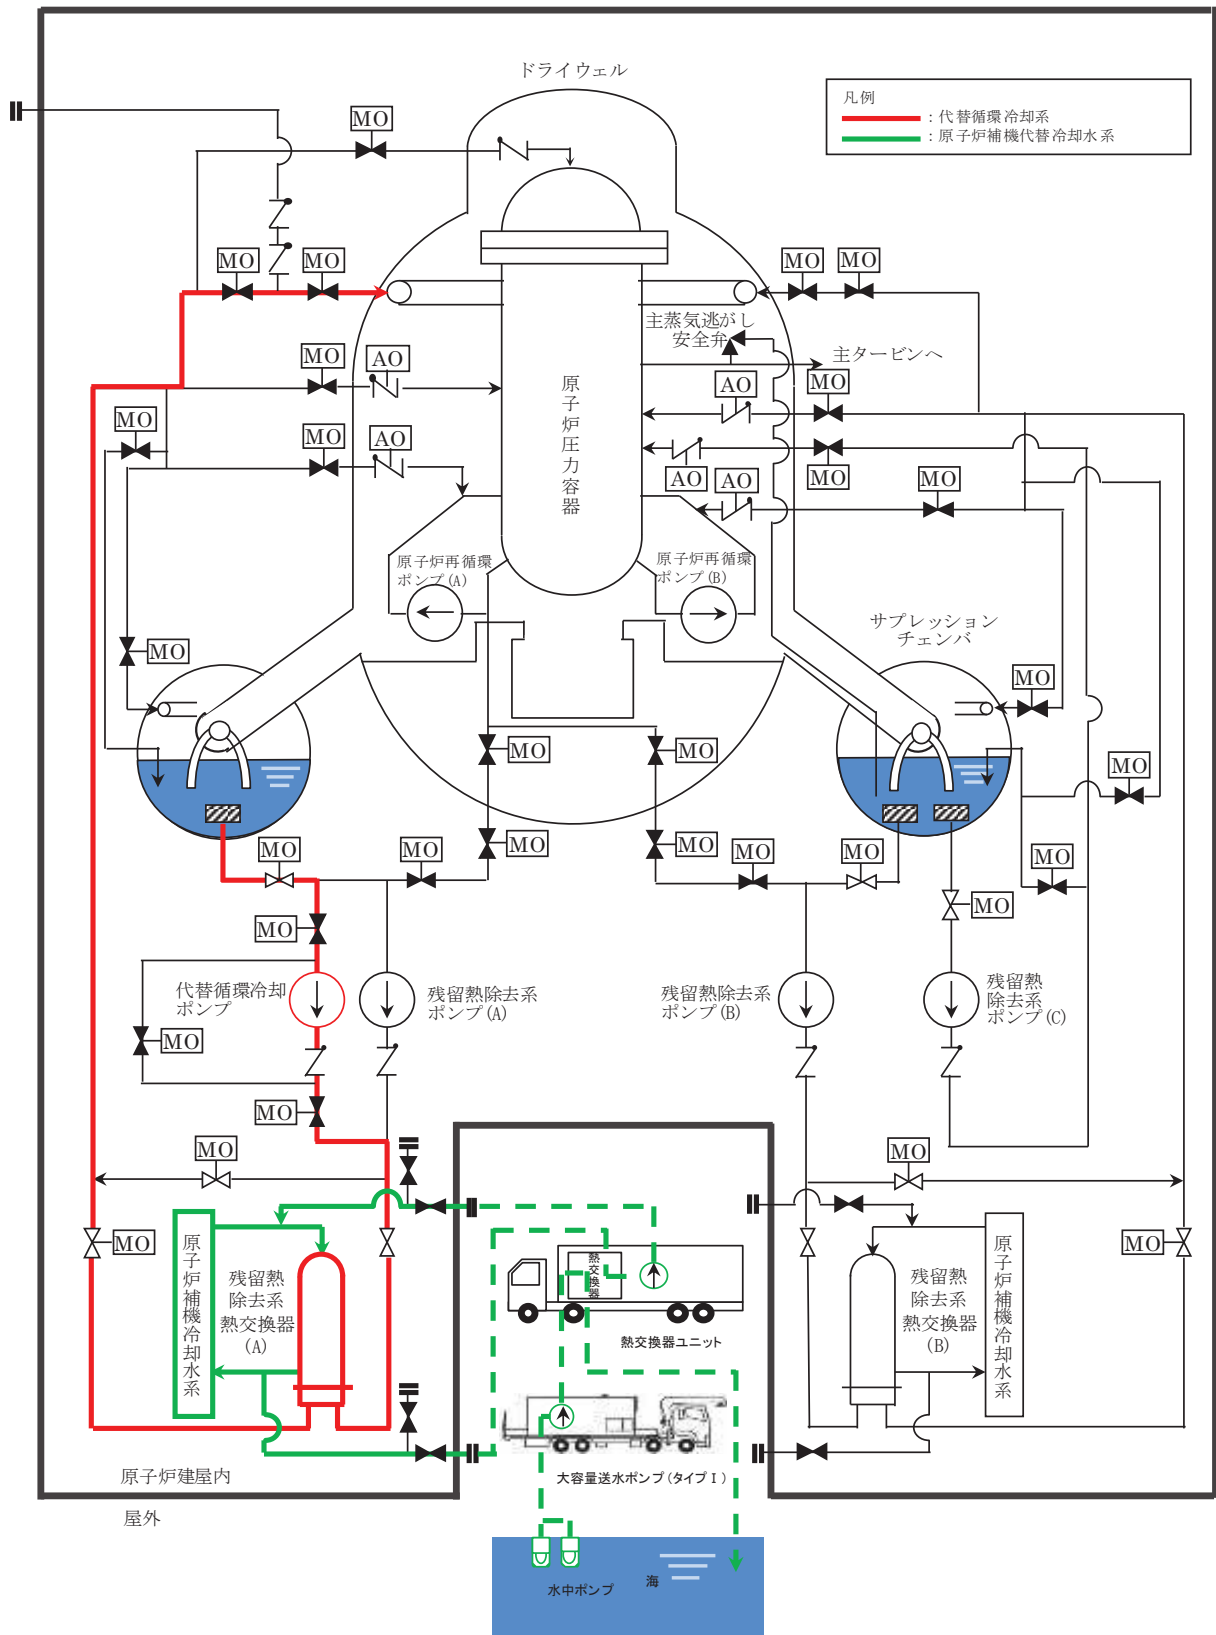 ドライウェル
凡例
：代替循環冷却系
：原子炉補機代替冷却水系
MO
MO
MO
MO
MO
主蒸気逃がし
安全弁
主タービンへ
MO
AO
AO
MO
原子炉圧力容器
MO
MO
AO
AO
MO
AO
MO
原子炉再循環
ポンプ(A)
原子炉再循環
ポンプ(B)
サプレッション
チェンバ
MO
MO
MO
MO
MO
MO
MO
MO
MO
MO
MO
MO
MO
MO
代替循環冷却
ポンプ
残留熱除去系
ポンプ(A)
残留熱除去系
ポンプ(B)
残留熱
除去系
ポンプ(C)
MO
MO
MO
MO
MO
MO
原子炉補機冷却水系
残留熱
除去系
熱交換器
(A)
熱交換器
熱交換器ユニット
残留熱
除去系
熱交換器
(B)
原子炉補機冷却水系
大容量送水ポンプ(タイプⅠ)
原子炉建屋内
屋外
水中ポンプ
海